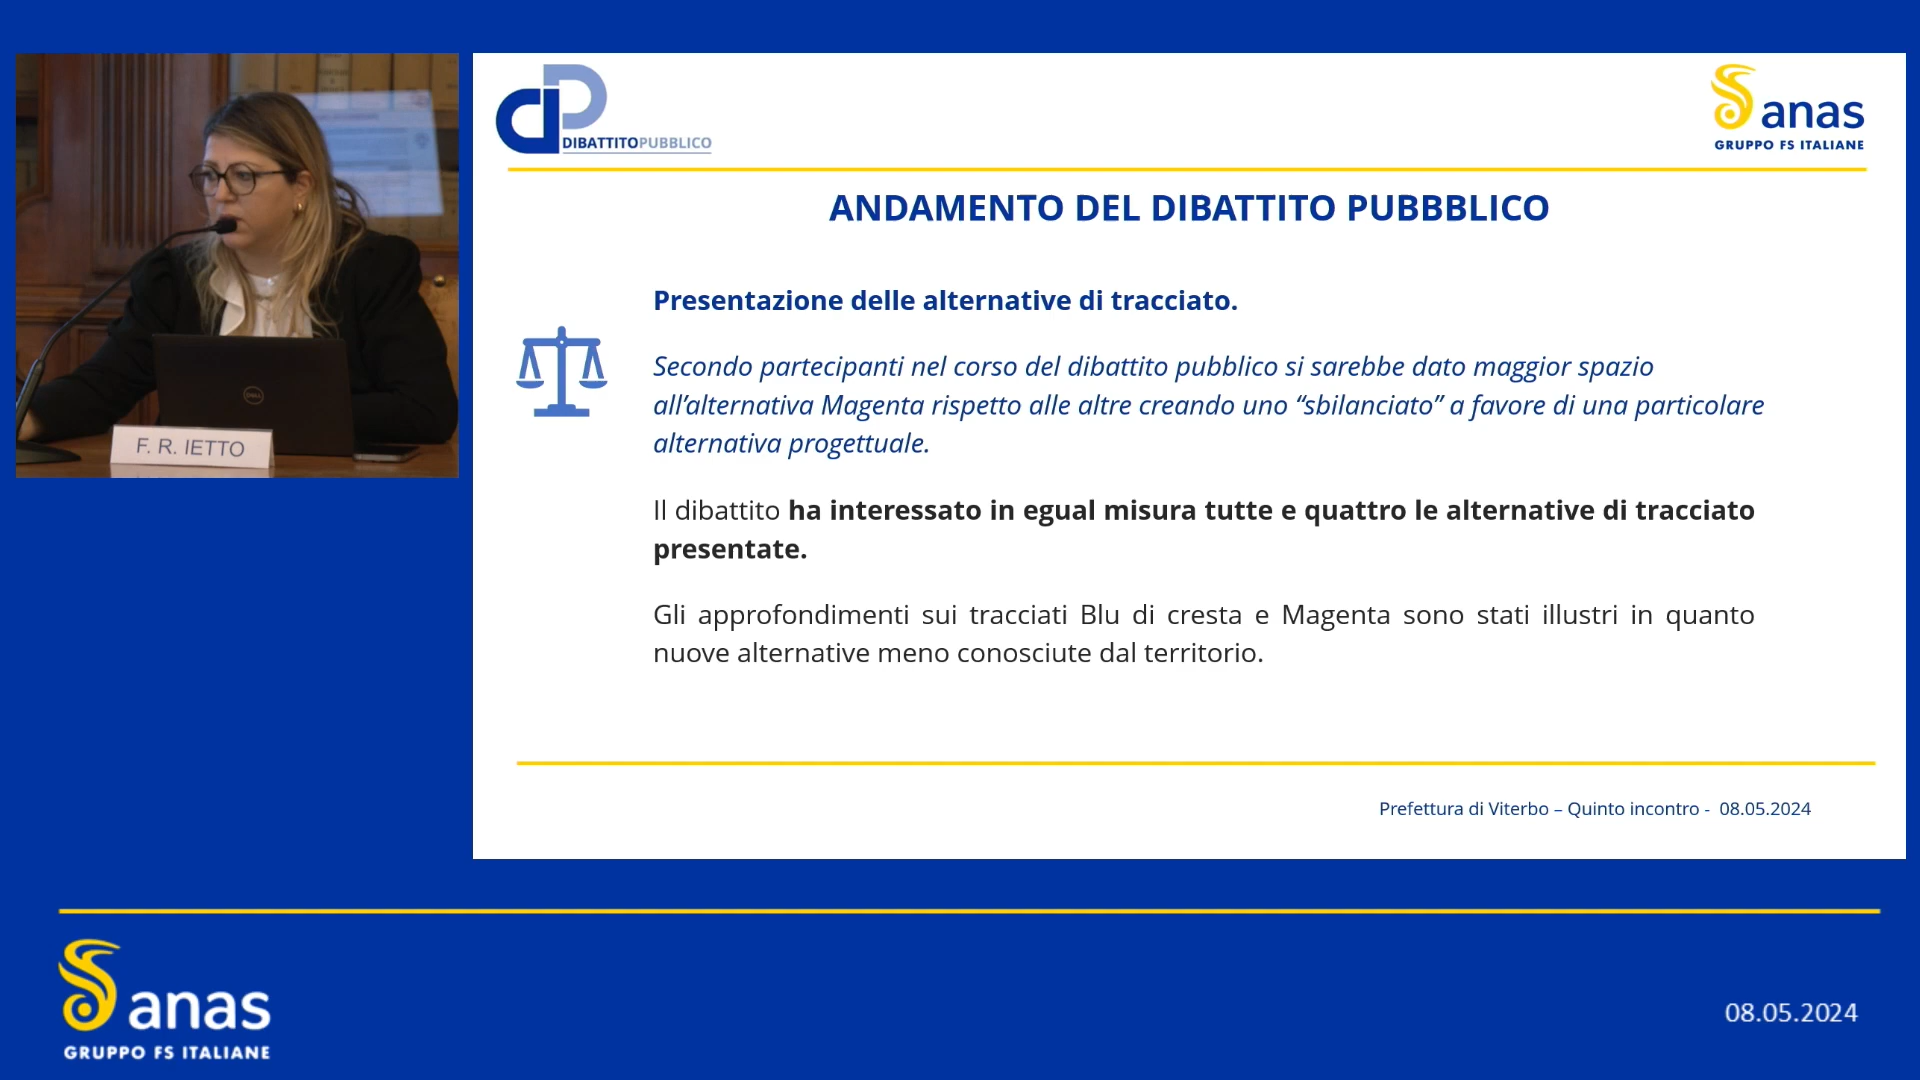 DIBATTITOPUBBLICO
anas
GRUPPO FS ITALIANE
ANDAMENTO DEL DIBATTITO PUBBBLICO
Presentazione delle alternative di tracciato.
Secondo partecipanti nel corso del dibattito pubblico si sarebbe dato maggior spazio
all’alternativa Magenta rispetto alle altre creando uno “sbilanciato” a favore di una particolare
alternativa progettuale.
Il dibattito ha interessato in egual misura tutte e quattro le alternative di tracciato
presentate.
Gli approfondimenti sui tracciati Blu di cresta e Magenta sono stati illustri in quanto
nuove alternative meno conosciute dal territorio.
Prefettura di Viterbo – Quinto incontro - 08.05.2024
F. R. IETTO
DELL
anas
GRUPPO FS ITALIANE
08.05.2024